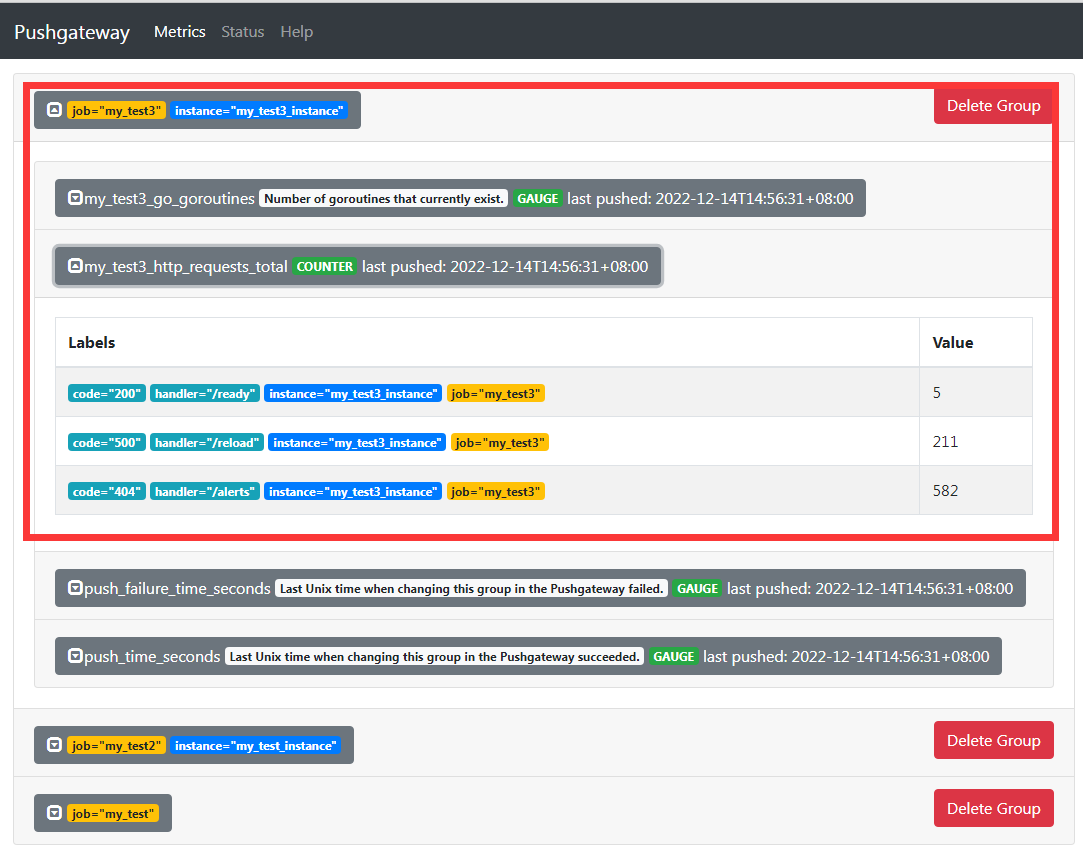 Pushgateway Metrics Status Help
job="my_test3" instance="my_test3_instance" Delete Group
my_test3_go_goroutines Number of goroutines that currently exist. GAUGE last pushed: 2022-12-14T14:56:31+08:00
my_test3_http_requests_total COUNTER last pushed: 2022-12-14T14:56:31+08:00
Labels Value
code="200" handler="/ready" instance="my_test3_instance" job="my_test3" 5
code="500" handler="/reload" instance="my_test3_instance" job="my_test3" 211
code="404" handler="/alerts" instance="my_test3_instance" job="my_test3" 582
push_failure_time_seconds Last Unix time when changing this group in the Pushgateway failed. GAUGE last pushed: 2022-12-14T14:56:31+08:00
push_time_seconds Last Unix time when changing this group in the Pushgateway succeeded. GAUGE last pushed: 2022-12-14T14:56:31+08:00
job="my_test2" instance="my_test_instance" Delete Group
job="my_test" Delete Group